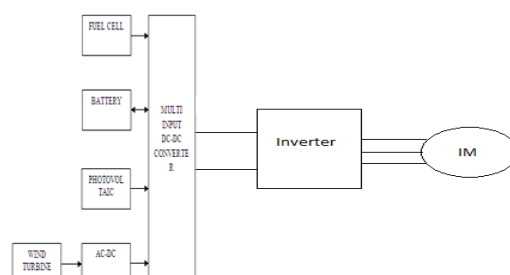 FUEL CELL
BATTERY
PHOTOVOL
TAIC
WIND
TURBINE
AC-DC
MULTI
INPUT
DC-DC
CONVERTE
R
Inverter
IM